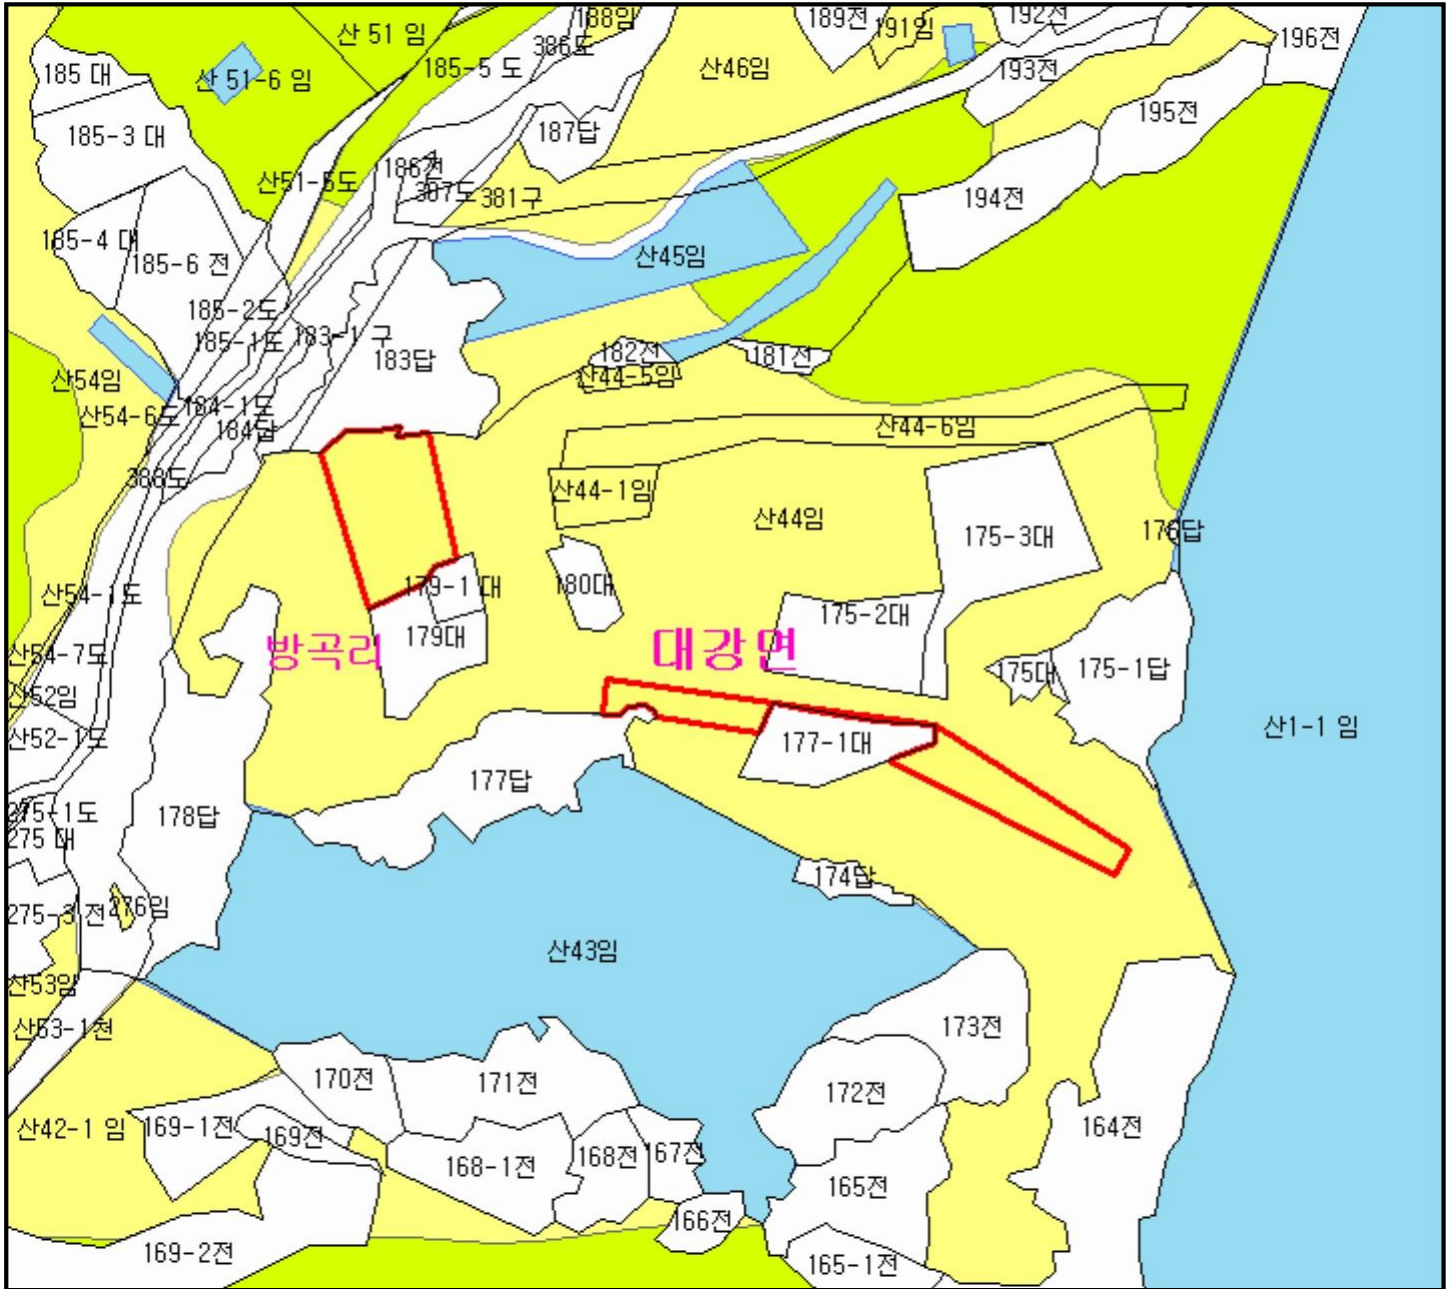 188임
189전
191임
192전
산 51 임
386도
196전
185 대
산 51-6 임
185-5 도
산46임
193전
185-3 대
187답
195전
186전
산51-5도
387도
381구
194전
185-4 대
185-6 전
산45임
185-2도
185-1도
183-1 구
183답
182전
181전
산54임
산44-5임
산54-6도
184-1도
184답
산44-6임
388도
산44-1임
산44임
175-3대
176답
산54-1도
179-1 대
180대
175-2대
179대
방곡리
대강면
산54-7도
175대
175-1답
산52임
산52-1도
177-1대
산1-1 임
177답
275-1도
178답
275 대
174답
275-3 전
276임
산43임
산53임
산53-1천
173전
170전
171전
172전
산42-1 임
169-1전
169전
164전
168-1전
168전
167전
165전
166전
169-2전
165-1전